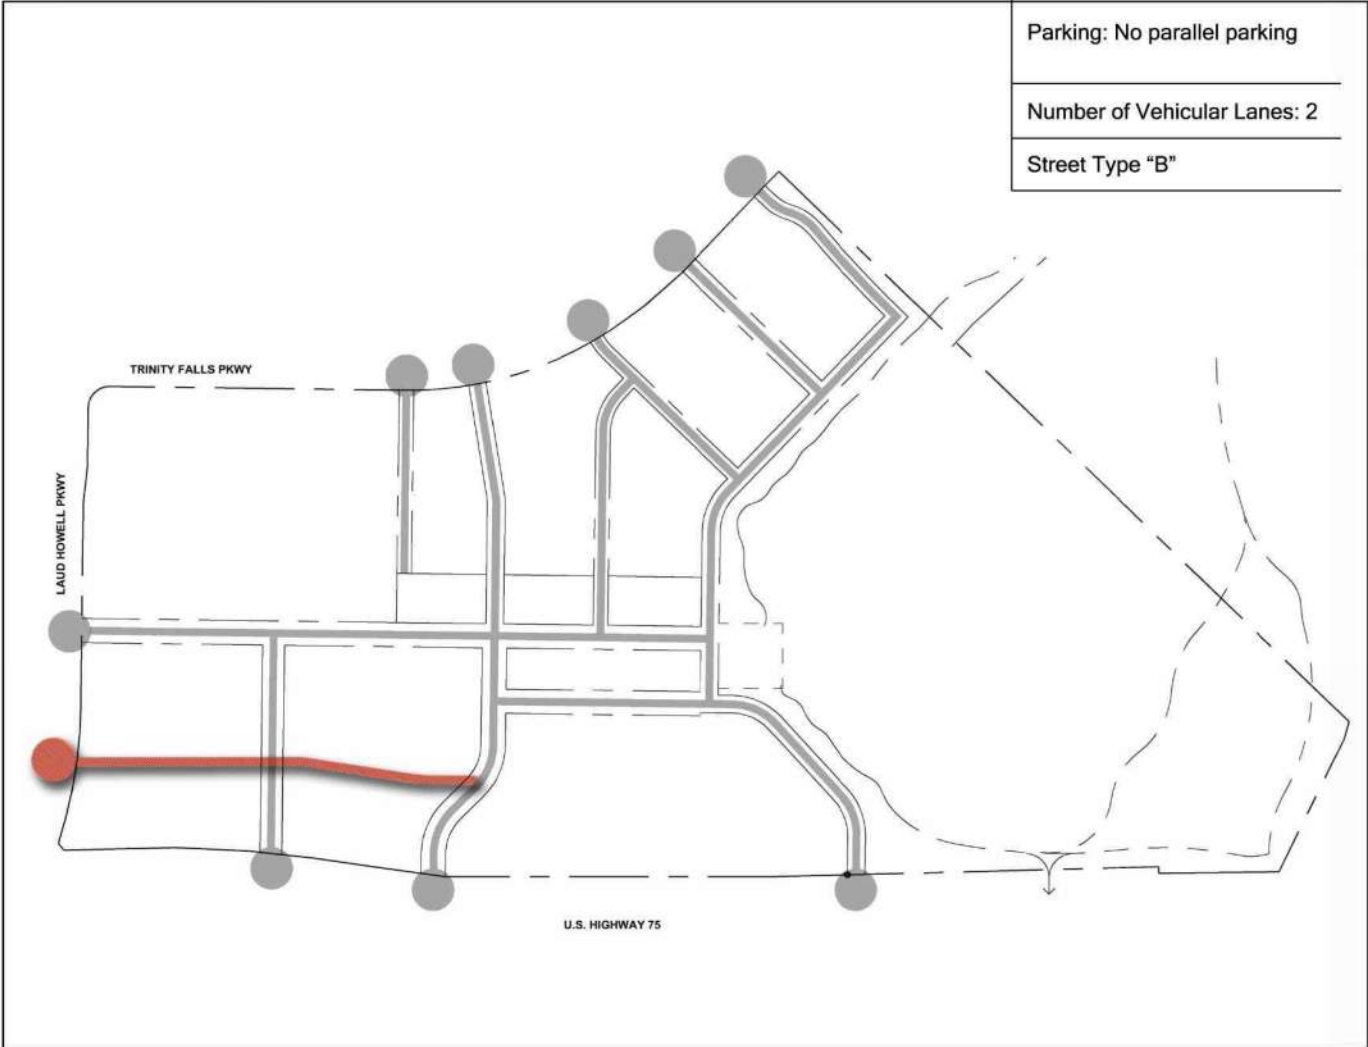 Parking: No parallel parking
Number of Vehicular Lanes: 2
Street Type “B”
TRINITY FALLS PKWY
LAUD HOWELL PKWY
U.S. HIGHWAY 75